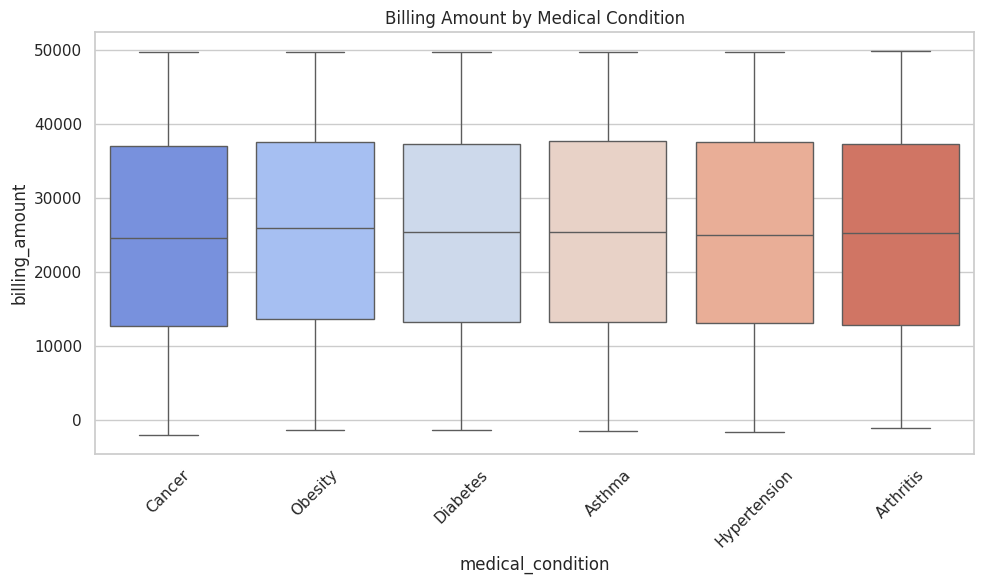 Billing Amount by Medical Condition
billing_amount
50000
40000
30000
20000
10000
0
Cancer
Obesity
Diabetes
Asthma
Hypertension
Arthritis
medical_condition